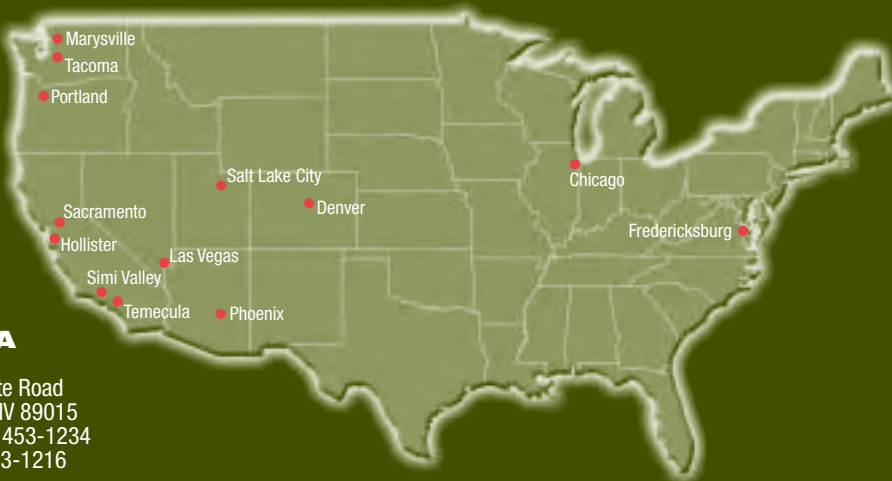 Marysville
Tacoma
Portland
Salt Lake City
Chicago
Denver
Sacramento
Fredericksburg
Hollister
Las Vegas
Simi Valley
Temecula
Phoenix
A
te Road
NV 89015
453-1234
3-1216